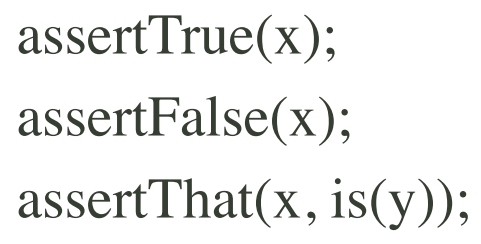 assertTrue(x);
assertFalse(x);
assertThat(x, is(y));